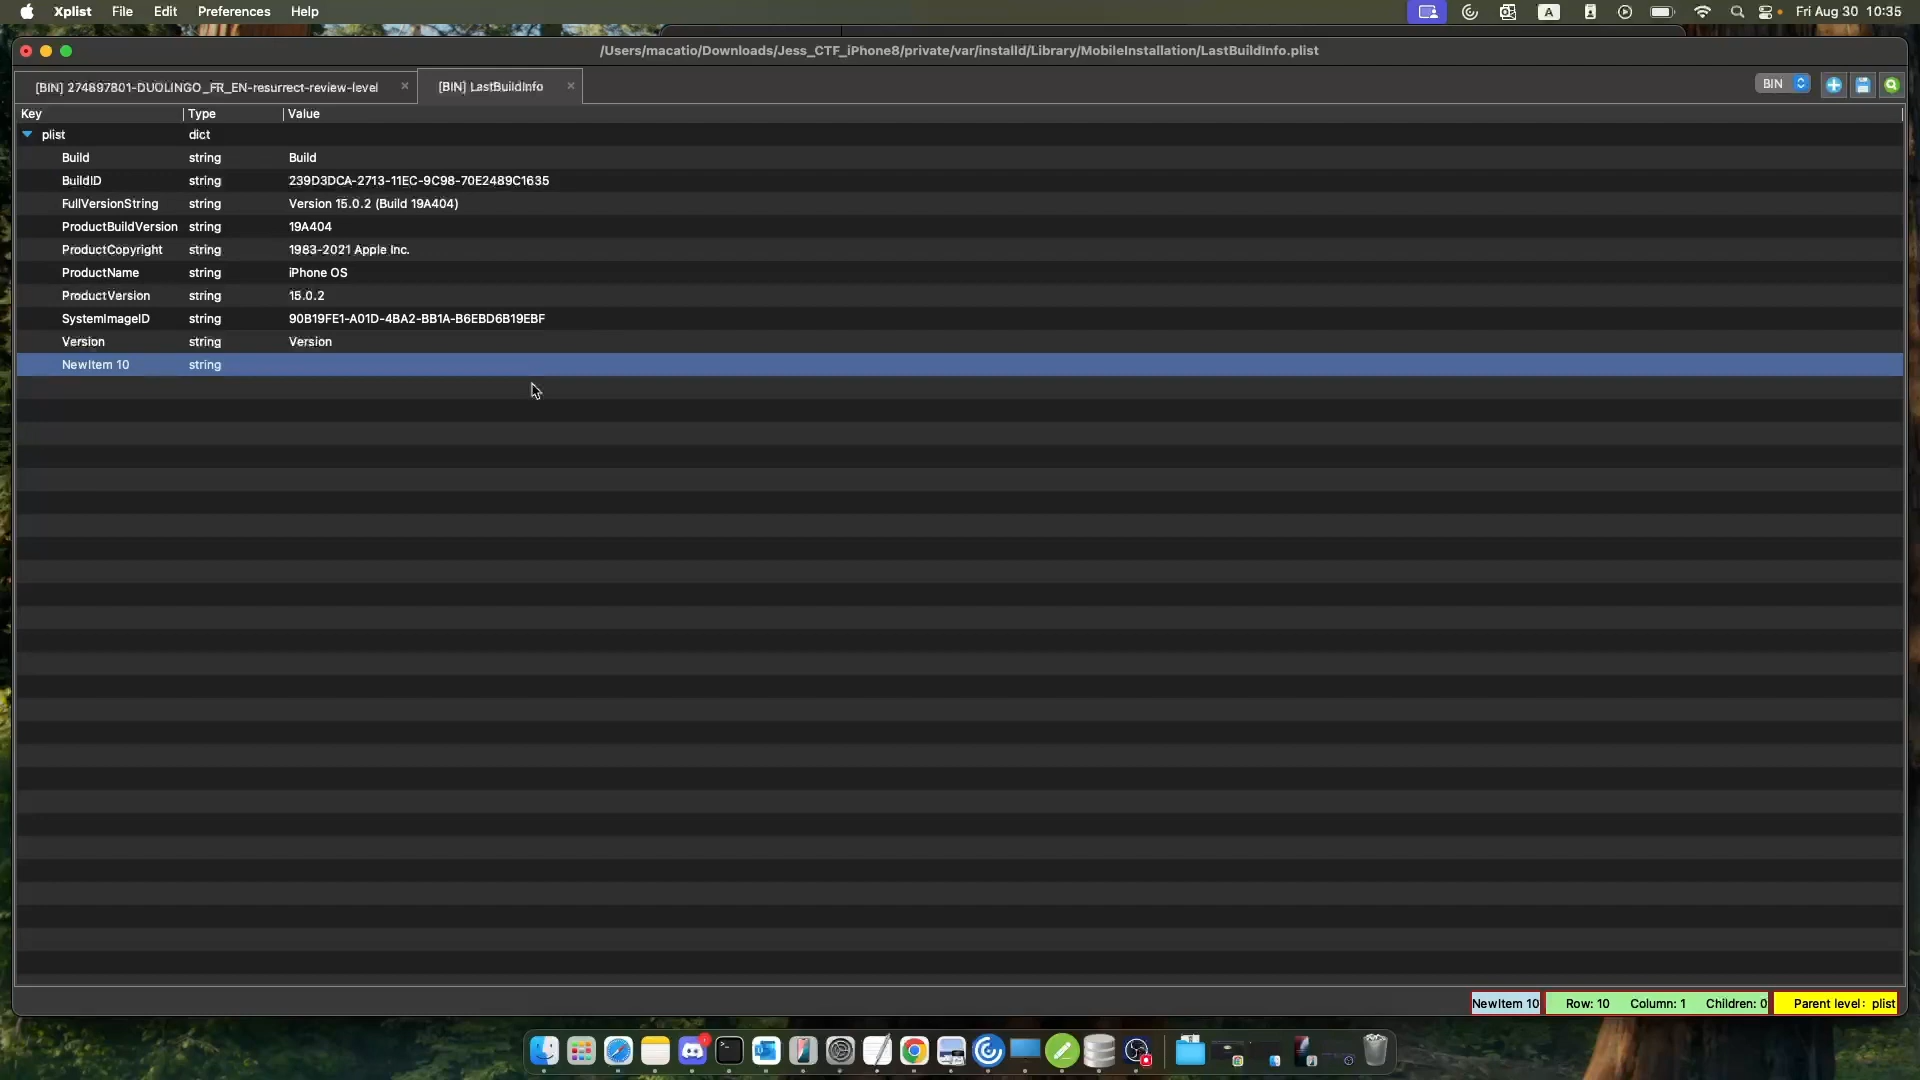 Xplist File Edit Preferences Help
A
Fri Aug 30 10:35
/Users/macatio/Downloads/Jess_CTF_iPhone8/private/var/installd/Library/MobileInstallation/LastBuildInfo.plist
[BIN] 274897801-DUOLINGO_FR_EN-resurrect-review-level
[BIN] LastBuildInfo
BIN
Key Type Value
plist dict
Build string Build
BuildID string 239D3DCA-2713-11EC-9C98-70E2489C1635
FullVersionString string Version 15.0.2 (Build 19A404)
ProductBuildVersion string 19A404
ProductCopyright string 1983-2021 Apple Inc.
ProductName string iPhone OS
ProductVersion string 15.0.2
SystemImageID string 90B19FE1-A01D-4BA2-BB1A-B6EBD6B19EBF
Version string Version
NewItem 10 string
NewItem 10 Row: 10 Column: 1 Children: 0 Parent level: plist